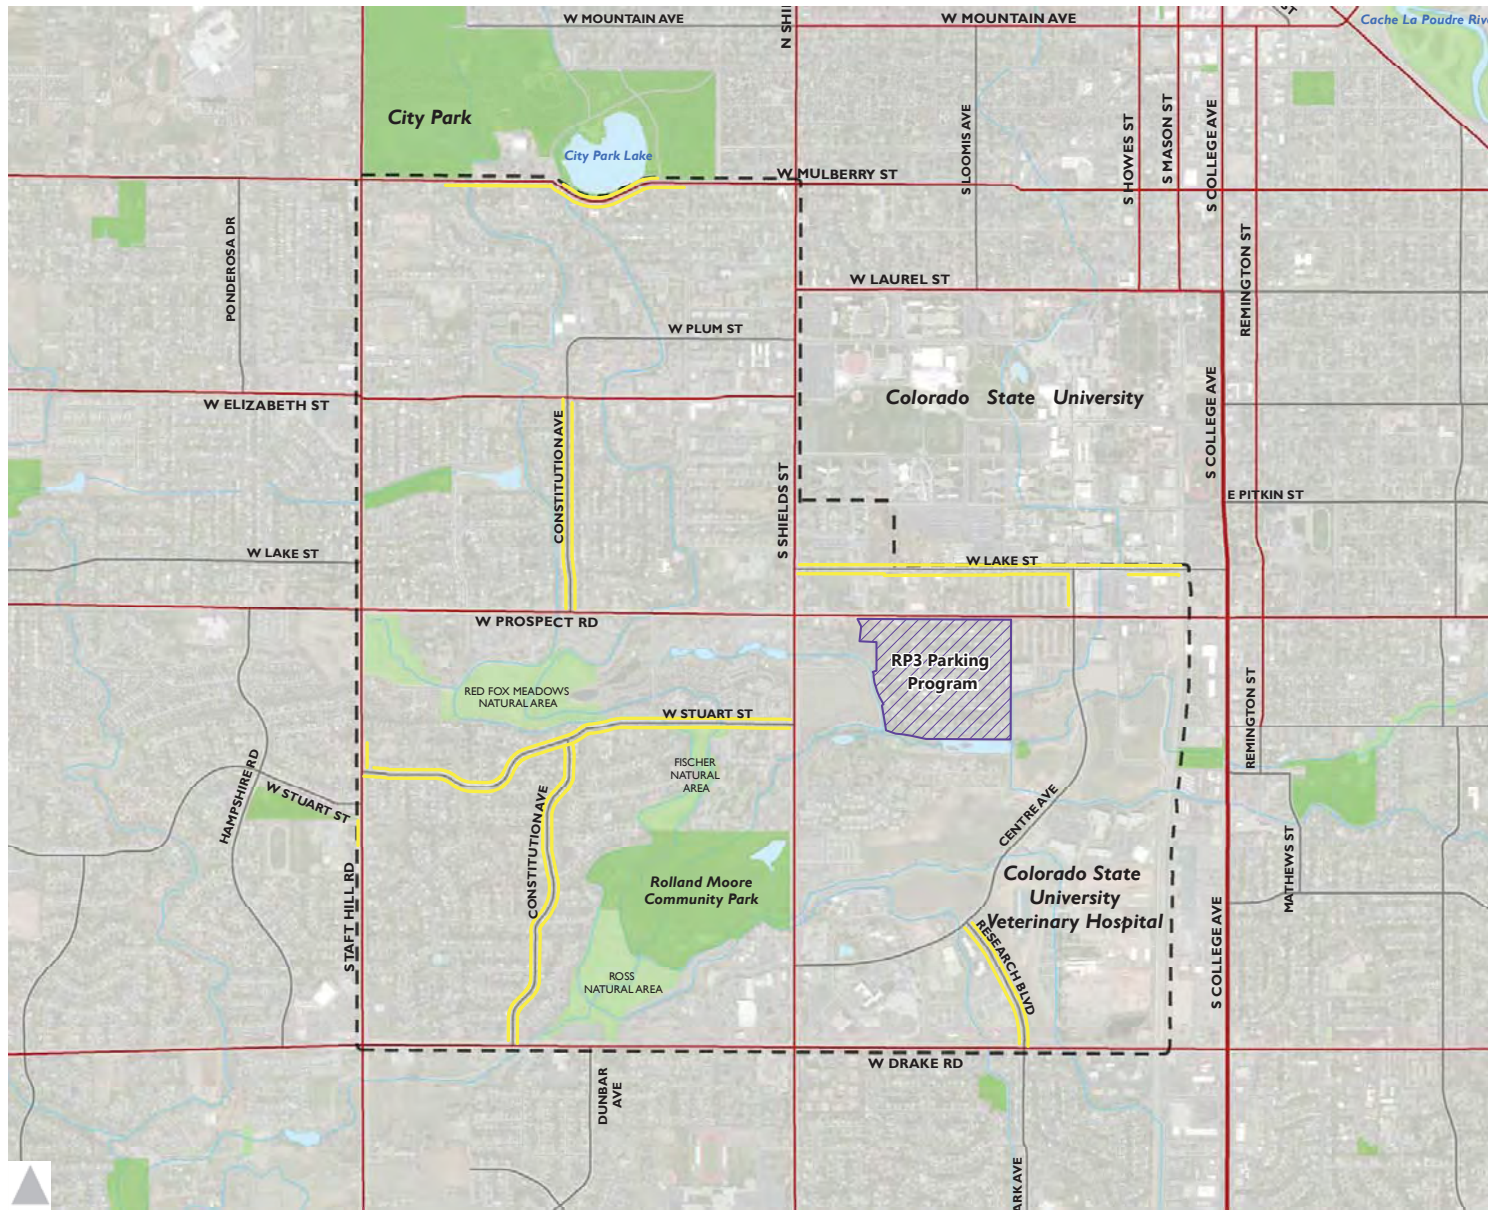 W MOUNTAIN AVE
N SHI
W MOUNTAIN AVE
ST
Cache La Poudre Rive
City Park
City Park Lake
S LOOMIS AVE
S HOWES ST
S MASON ST
S COLLEGE AVE
W MULBERRY ST
PONDEROSA DR
REMINGTON ST
W LAUREL ST
W PLUM ST
W ELIZABETH ST
Colorado State University
S COLLEGE AVE
CONSTITUTION AVE
S SHIELDS ST
E PITKIN ST
W LAKE ST
W LAKE ST
W PROSPECT RD
RP3 Parking
Program
RED FOX MEADOWS
NATURAL AREA
W STUART ST
REMINGTON ST
HAMPSHIRE RD
W STUART ST
FISCHER
NATURAL
AREA
CENTRE AVE
MATHEWS ST
CONSTITUTION AVE
STAFT HILL RD
Rolland Moore
Community Park
Colorado State
University
Veterinary Hospital
S COLLEGE AVE
RESEARCH BLVD
ROSS
NATURAL AREA
W DRAKE RD
DUNBAR
AVE
ARK AVE